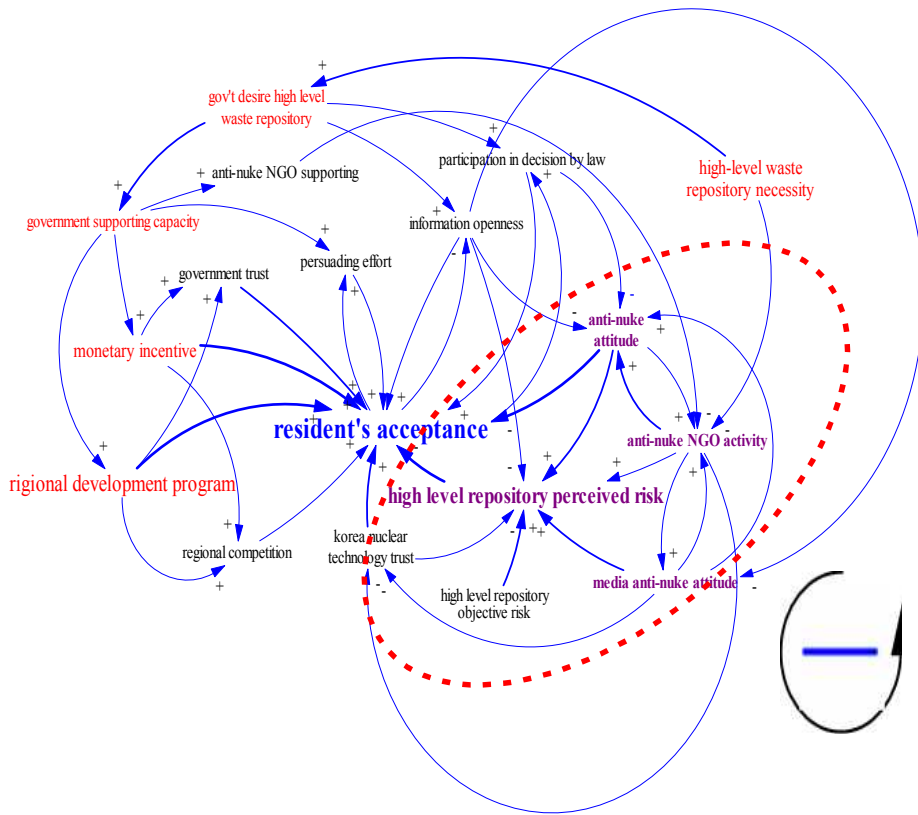 gov't desire high level
waste repository
anti-nuke NGO supporting
participation in decision by law
high-level waste
repository necessity
government supporting capacity
information openness
persuading effort
government trust
anti-nuke
attitude
monetary incentive
resident's acceptance
anti-nuke NGO activity
rigional development program
high level repository perceived risk
korea nuclear
technology trust
regional competition
media anti-nuke attitude
high level repository
objective risk